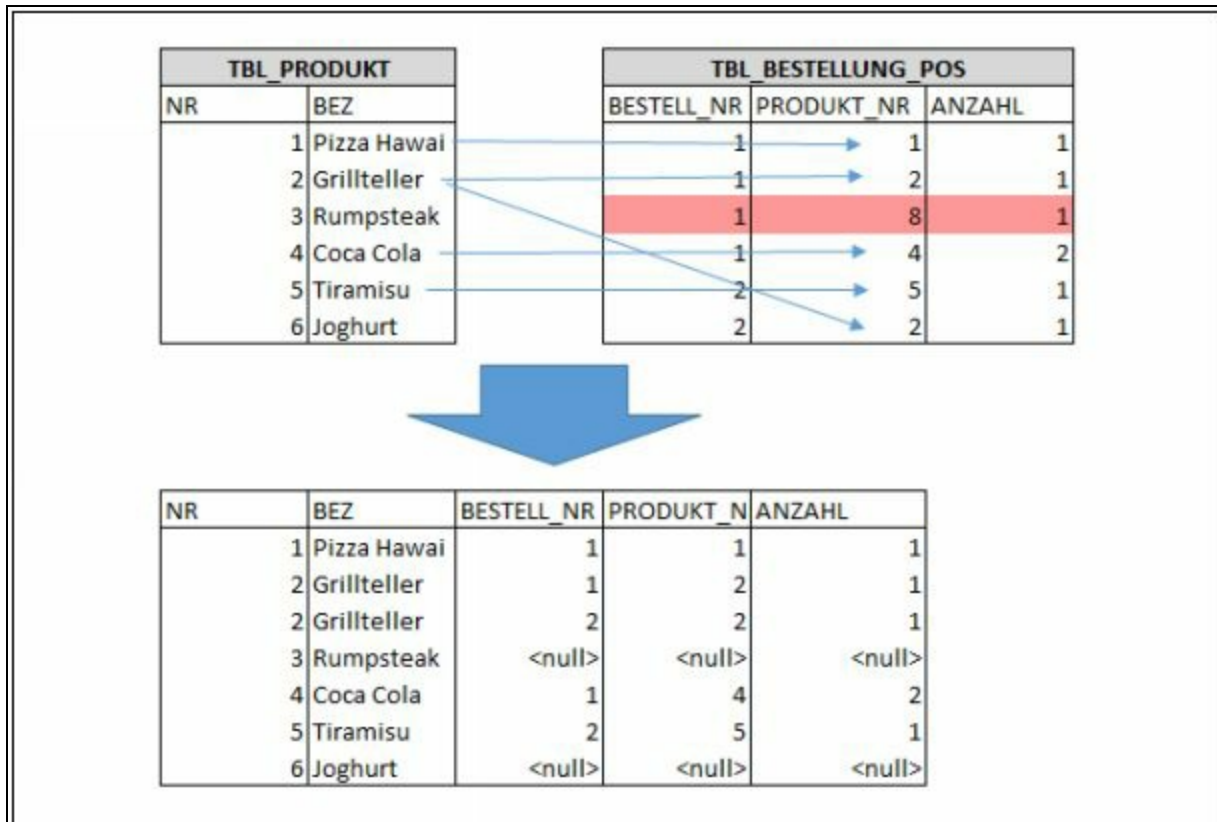 TBL_PRODUKT TBL_BESTELLUNG_POS
NR BEZ BESTELL_NR PRODUKT_NR ANZAHL
1 Pizza Hawai 1 1 1
2 Grillteller 1 2 1
3 Rumpsteak 1 8 1
4 Coca Cola 1 4 2
5 Tiramisu 2 5 1
6 Joghurt 2 2 1
NR BEZ BESTELL_NR PRODUKT_N ANZAHL
1 Pizza Hawai 1 1 1
2 Grillteller 1 2 1
2 Grillteller 2 2 1
3 Rumpsteak <null> <null> <null>
4 Coca Cola 1 4 2
5 Tiramisu 2 5 1
6 Joghurt <null> <null> <null>